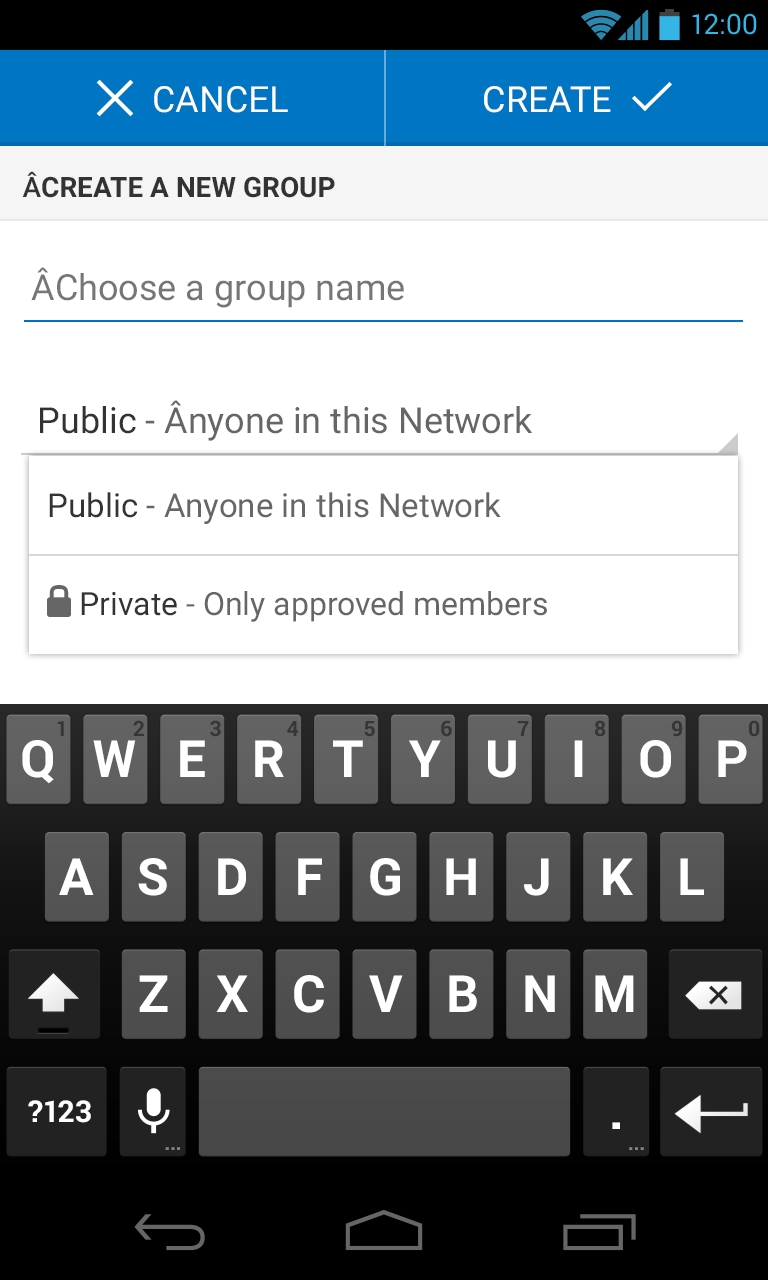 12:00
CANCEL CREATE
ÂCREATE A NEW GROUP
ÂChoose a group name
Public - Ânyone in this Network
Public - Anyone in this Network
Private - Only approved members
1 2 3 4 5 6 7 8 9 0
Q W E R T Y U I O P
A S D F G H J K L
Z X C V B N M
?123 ... . ...